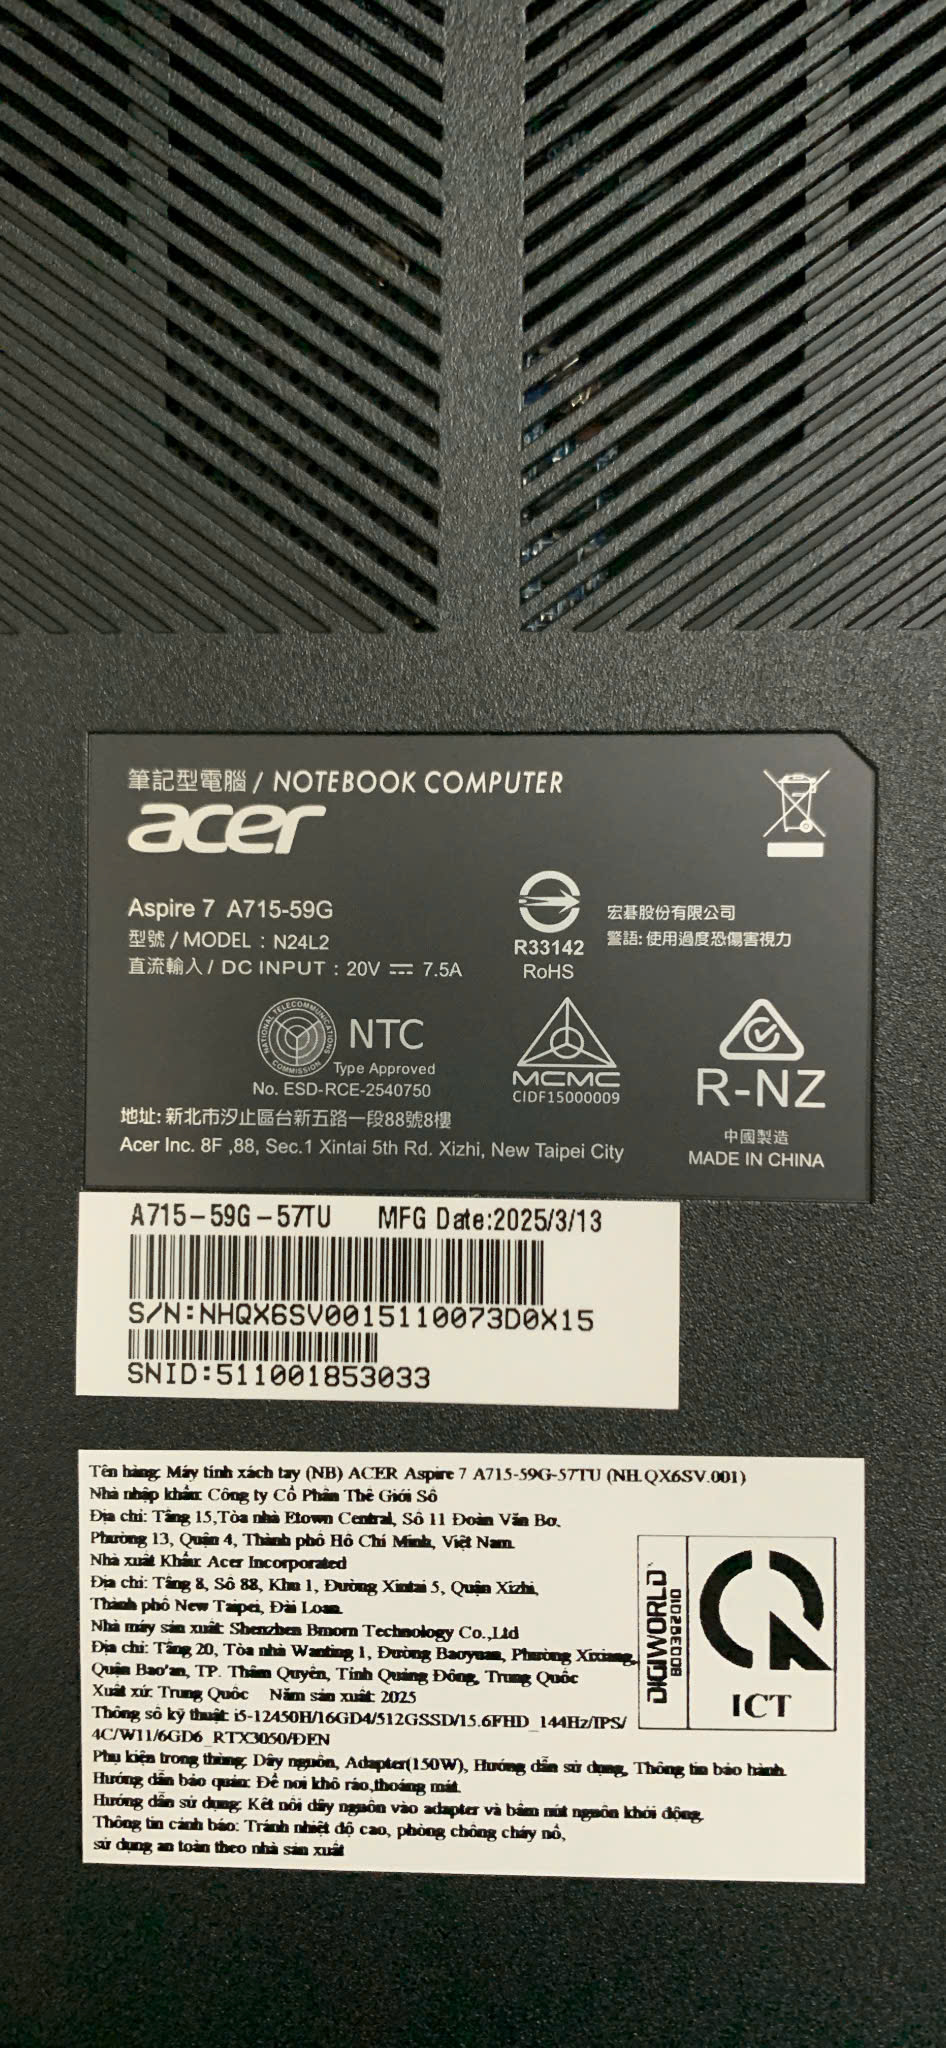 筆記型電腦 / NOTEBOOK COMPUTER
acer
Aspire 7 A715-59G
型號 / MODEL : N24L2
直流輸入 / DC INPUT : 20V ⎓ 7.5A
R33142
RoHS
宏碁股份有限公司
警語: 使用過度恐傷害視力
NATIONAL TELECOMMUNICATIONS COMMISSION
NTC
Type Approved
No. ESD-RCE-2540750
MCMC
CIDF15000009
R-NZ
地址: 新北市汐止區台新五路一段88號8樓
Acer Inc. 8F ,88, Sec.1 Xintai 5th Rd. Xizhi, New Taipei City
中國製造
MADE IN CHINA
A715-59G-57TU MFG Date:2025/3/13
S/N:NHQX6SV0015110073D0X15
SNID:511001853033
Tên hàng: Máy tính xách tay (NB) ACER Aspire 7 A715-59G-57TU (NH.QX6SV.001)
Nhà nhập khẩu: Công ty Cổ Phần Thế Giới Số
Địa chỉ: Tầng 15,Tòa nhà Etown Central, Số 11 Đoàn Văn Bơ,
Phường 13, Quận 4, Thành phố Hồ Chí Minh, Việt Nam.
Nhà xuất Khẩu: Acer Incorporated
Địa chỉ: Tầng 8, Số 88, Khu 1, Đường Xintai 5, Quận Xizhi,
Thành phố New Taipei, Đài Loan.
Nhà máy sản xuất: Shenzhen Bmorn Technology Co.,Ltd
Địa chỉ: Tầng 20, Tòa nhà Wanting 1, Đường Baoyuan, Phường Xixiang,
Quận Bao'an, TP. Thâm Quyến, Tỉnh Quảng Đông, Trung Quốc
Xuất xứ: Trung Quốc Năm sản xuất: 2025
Thông số kỹ thuật: i5-12450H/16GD4/512GSSD/15.6FHD_144Hz/IPS/
4C/W11/6GD6_RTX3050/ĐEN
Phụ kiện trong thùng: Dây nguồn, Adapter(150W), Hướng dẫn sử dụng, Thông tin bảo hành.
Hướng dẫn bảo quản: Để nơi khô ráo,thoáng mát.
Hướng dẫn sử dụng: Kết nối dây nguồn vào adapter và bấm nút nguồn khởi động.
Thông tin cảnh báo: Tránh nhiệt độ cao, phòng chống cháy nổ,
sử dụng an toàn theo nhà sản xuất
DIGIWORLD
B00382010
ICT